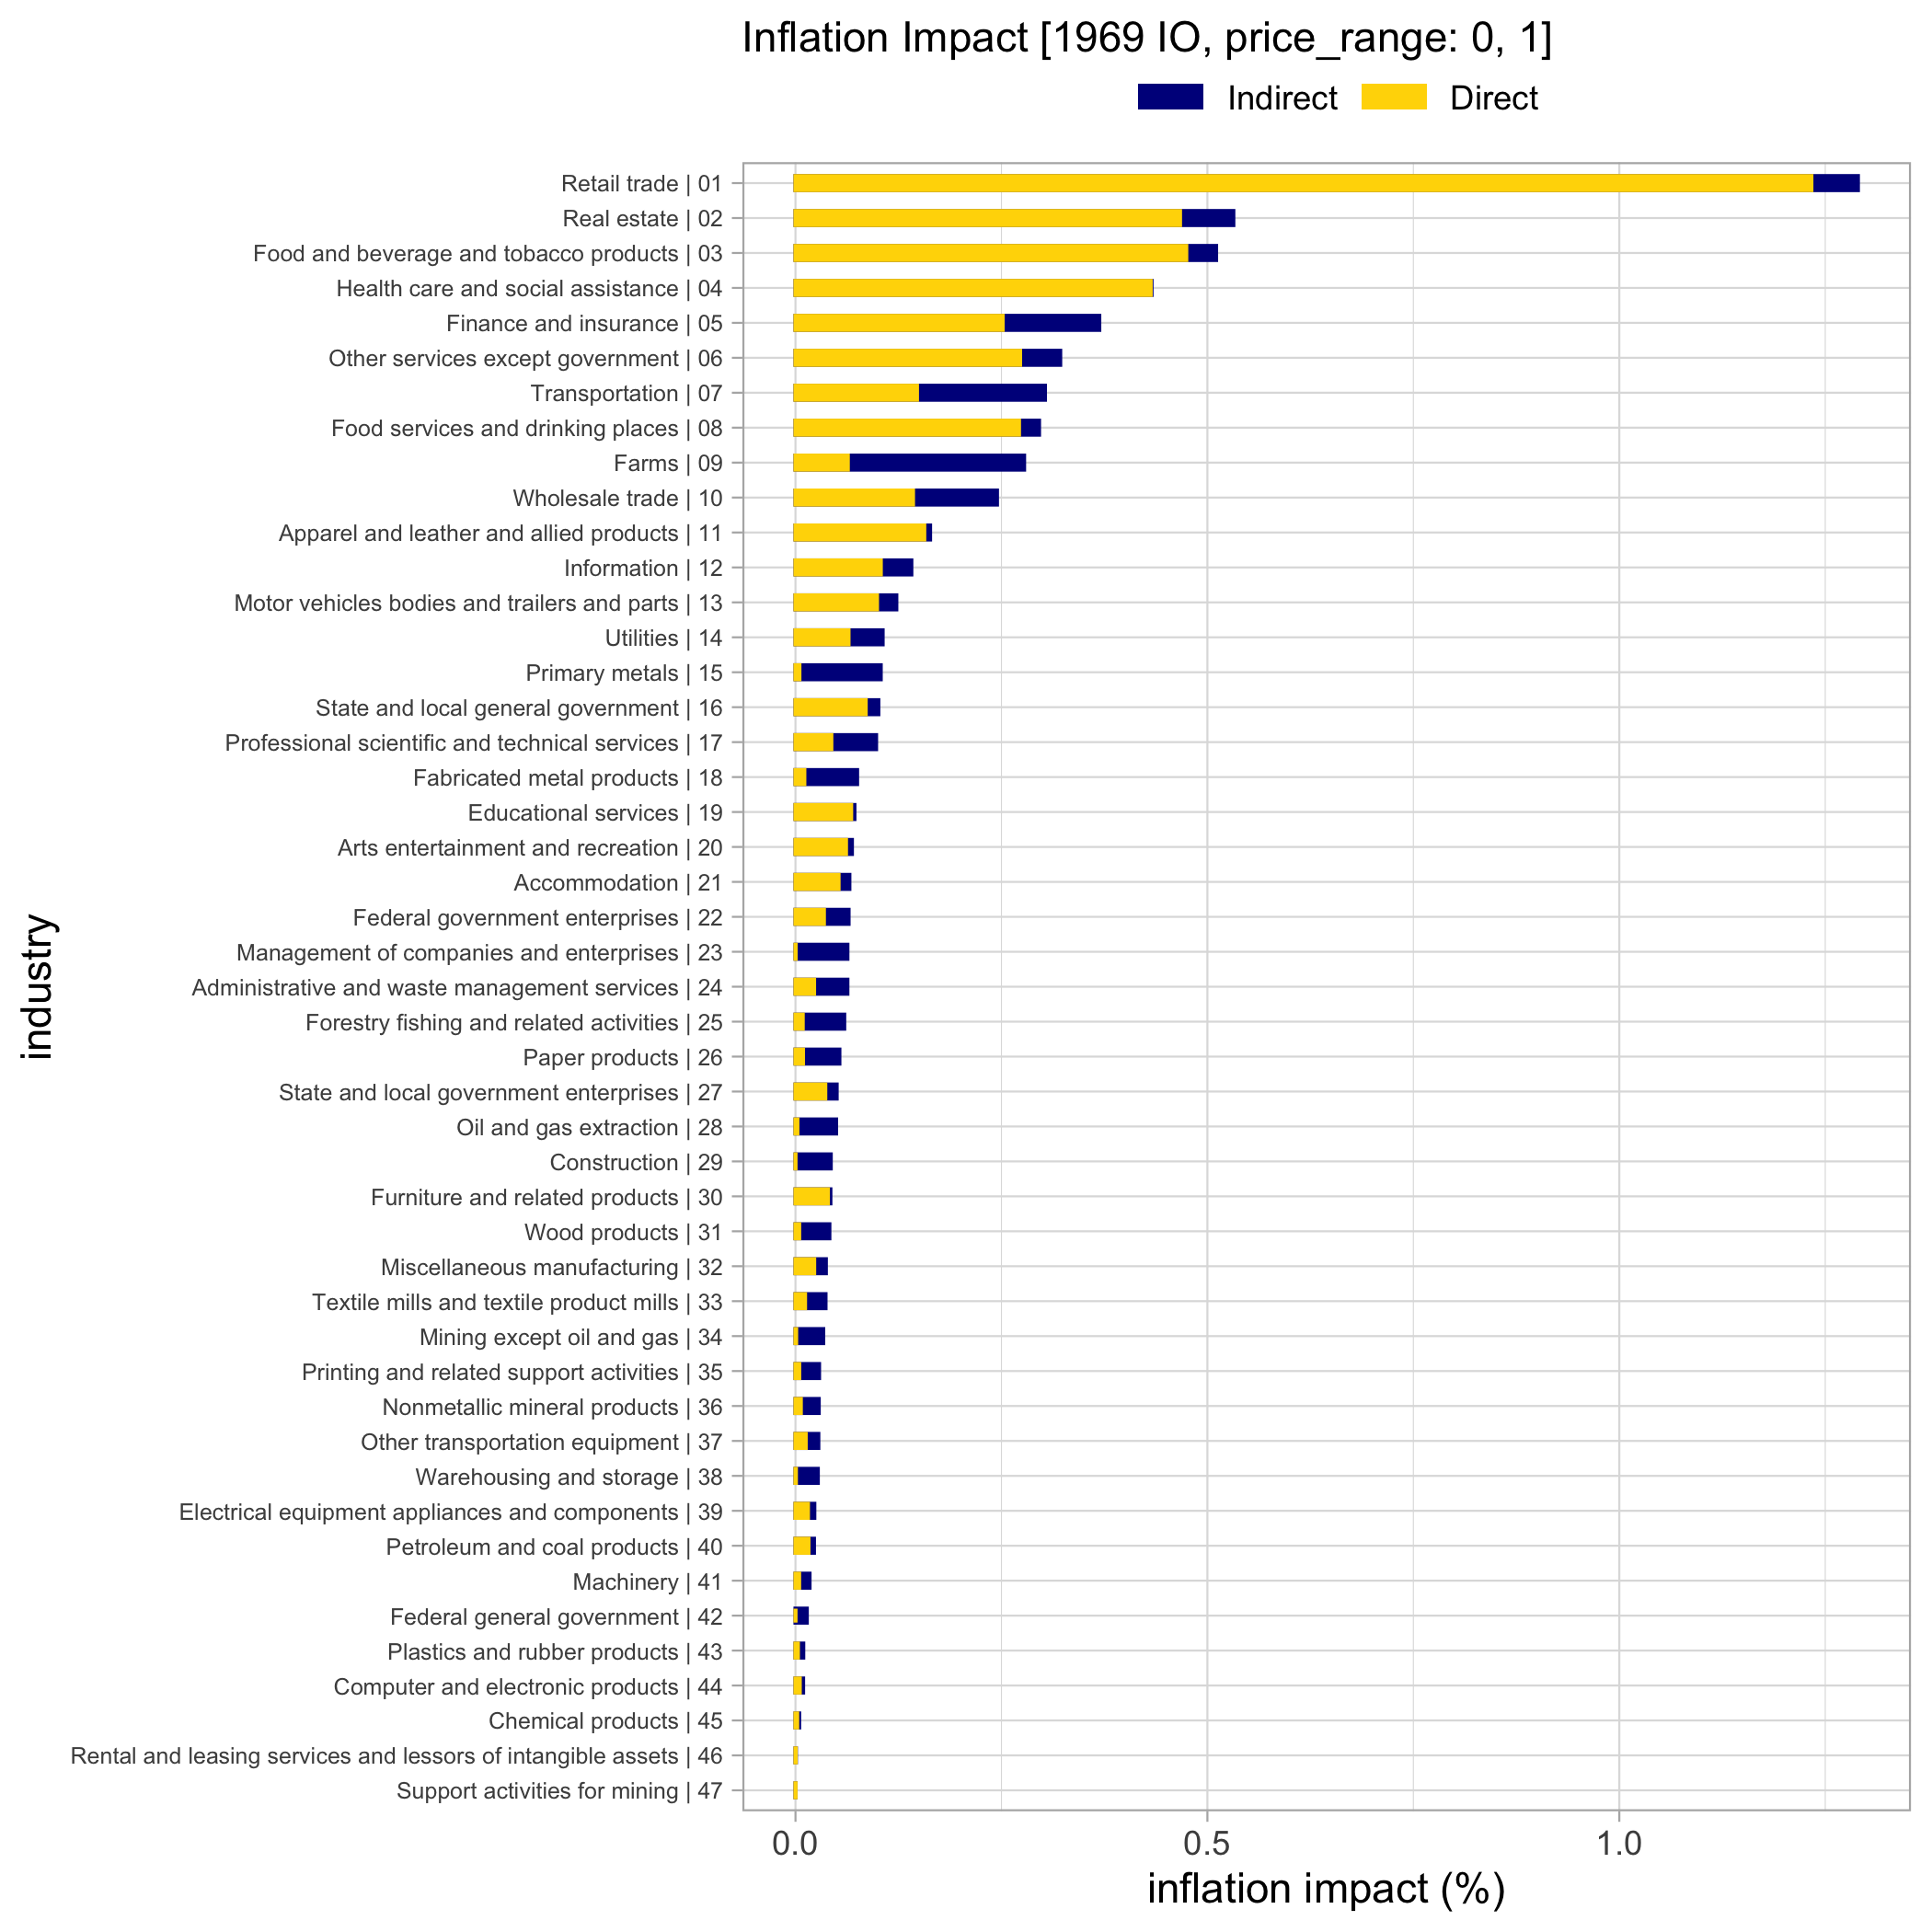 Inflation Impact [1969 IO, price_range: 0, 1]
Indirect Direct
Retail trade | 01
Real estate | 02
Food and beverage and tobacco products | 03
Health care and social assistance | 04
Finance and insurance | 05
Other services except government | 06
Transportation | 07
Food services and drinking places | 08
Farms | 09
Wholesale trade | 10
Apparel and leather and allied products | 11
Information | 12
Motor vehicles bodies and trailers and parts | 13
Utilities | 14
Primary metals | 15
State and local general government | 16
Professional scientific and technical services | 17
Fabricated metal products | 18
Educational services | 19
Arts entertainment and recreation | 20
Accommodation | 21
Federal government enterprises | 22
Management of companies and enterprises | 23
Administrative and waste management services | 24
Forestry fishing and related activities | 25
Paper products | 26
State and local government enterprises | 27
Oil and gas extraction | 28
Construction | 29
Furniture and related products | 30
Wood products | 31
Miscellaneous manufacturing | 32
Textile mills and textile product mills | 33
Mining except oil and gas | 34
Printing and related support activities | 35
Nonmetallic mineral products | 36
Other transportation equipment | 37
Warehousing and storage | 38
Electrical equipment appliances and components | 39
Petroleum and coal products | 40
Machinery | 41
Federal general government | 42
Plastics and rubber products | 43
Computer and electronic products | 44
Chemical products | 45
Rental and leasing services and lessors of intangible assets | 46
Support activities for mining | 47
industry
0.0 0.5 1.0
inflation impact (%)